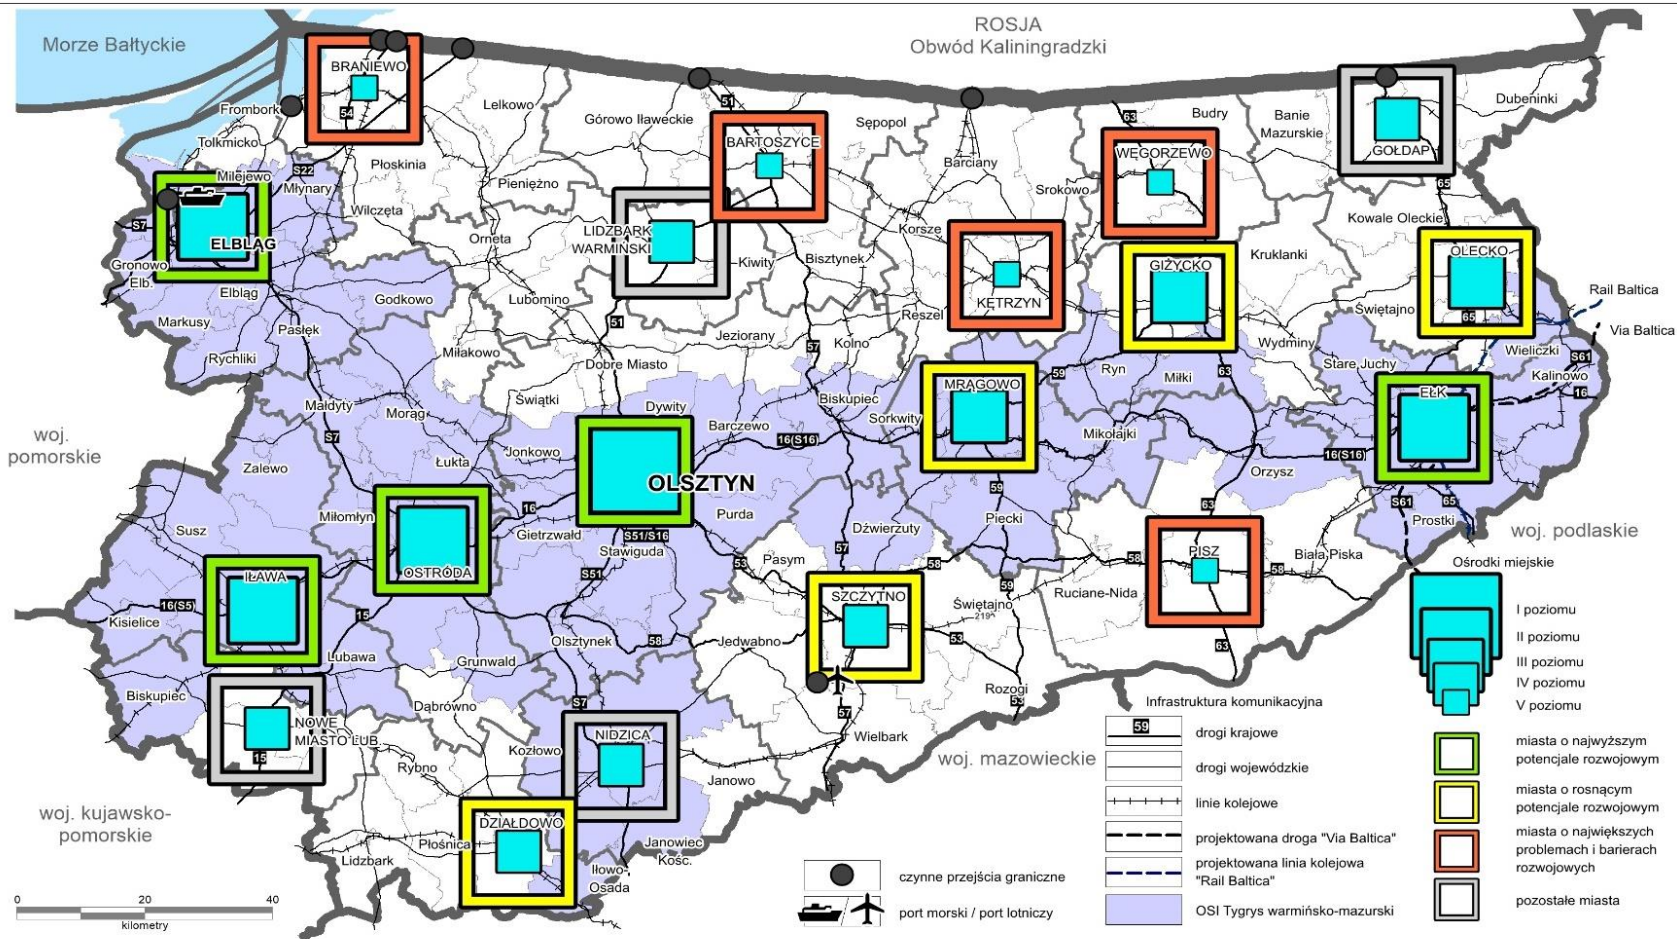 Morze Bałtyckie
ROSJA
Obwód Kaliningradzki
BRANIEWO
54
Frombork
Tolkmicko
Lelkowo
Płoskinia
Górowo Iławeckie
51
BARTOSZYCE
Sępopol
Barciany
63
Budry
Banie
Mazurskie
GOŁDAP
Dubeninki
WĘGORZEWO
Srokowo
65
Milejewo
S22
Młynary
Pieniężno
Wilczęta
S7
ELBLĄG
Gronowo
Elb.
Elbląg
Orneta
LIDZBARK
WARMIŃSKI
Kiwity
Bisztynek
Korsze
Kowale Oleckie
OLECKO
GIŻYCKO
Kruklanki
KĘTRZYN
Markusy
Godkowo
Pasłęk
Lubomino
51
Jeziorany
Reszel
Świętajno
65
Rail Baltica
Via Baltica
Rychliki
Miłakowo
Dobre Miasto
57
Kolno
Wydminy
Wieliczki
S61
Stare Juchy
Kalinowo
16
EŁK
MRĄGOWO
59
Ryn
Miłki
63
Świątki
Dywity
Biskupiec
Sorkwity
Małdyty
Morąg
Barczewo
16(S16)
Mikołajki
S7
woj.
pomorskie
Zalewo
Łukta
Jonkowo
OLSZTYN
16(S16)
Orzysz
59
63
S61
65
Prostki
woj. podlaskie
Susz
Miłomłyn
16
Gietrzwałd
S51/S16
Stawiguda
Purda
Dźwierzuty
57
Piecki
OSTRÓDA
IŁAWA
S51
53
Pasym
58
58
PISZ
58
Biała Piska
Ruciane-Nida
59
16(S5)
Kisielice
15
SZCZYTNO
Świętajno
219
53
Olsztynek
58
Jedwabno
63
Lubawa
Grunwald
Biskupiec
S7
Rozogi
53
NOWE
MIASTO LUB.
15
Dąbrówno
Kozłowo
NIDZICA
57
Wielbark
Rybno
Janowo
woj. mazowieckie
woj. kujawsko-
pomorskie
DZIAŁDOWO
Płośnica
Lidzbark
Janowiec
Kośc.
Iłowo-
Osada
0
20
40
kilometry
czynne przejścia graniczne
port morski / port lotniczy
Infrastruktura komunikacyjna
59
drogi krajowe
drogi wojewódzkie
linie kolejowe
projektowana droga "Via Baltica"
projektowana linia kolejowa
"Rail Baltica"
OSI Tygrys warmińsko-mazurski
Ośrodki miejskie
I poziomu
II poziomu
III poziomu
IV poziomu
V poziomu
miasta o najwyższym
potencjale rozwojowym
miasta o rosnącym
potencjale rozwojowym
miasta o największych
problemach i barierach
rozwojowych
pozostałe miasta